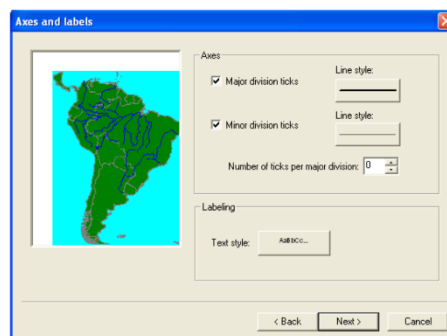 Axes and labels
Axes
Major division ticks
Line style:
Minor division ticks
Line style:
Number of ticks per major division: 0
Labeling
Text style: AaBbCc...
< Back Next > Cancel